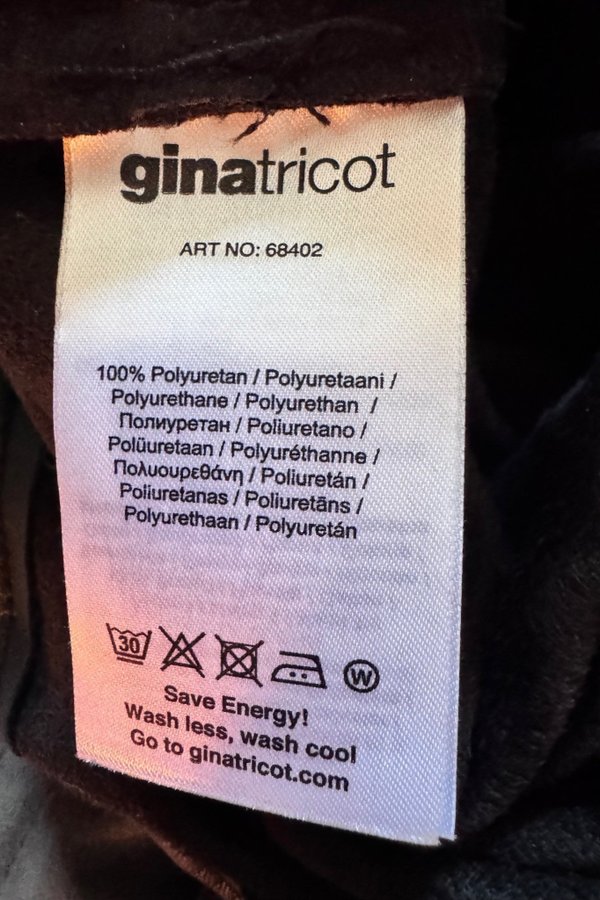 ginatricot
ART NO: 68402
100% Polyuretan / Polyuretaani /
Polyurethane / Polyurethan /
Полиуретан / Poliuretano /
Polüuretaan / Polyuréthanne /
Πολυουρεθάνη / Poliuretán /
Poliuretanas / Poliuretāns /
Polyurethaan / Polyuretán
30 W
Save Energy!
Wash less, wash cool
Go to ginatricot.com